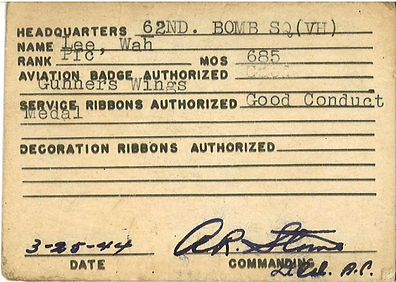 HEADQUARTERS 62ND. BOMB SQ(VH)
NAME Lee, Wah
RANK Pfc MOS 685
AVIATION BADGE AUTHORIZED
Gunners Wings
SERVICE RIBBONS AUTHORIZED Good Conduct
Medal
DECORATION RIBBONS AUTHORIZED
3-25-44 A.R. Stone
DATE COMMANDING
Lt. Col. A.C.